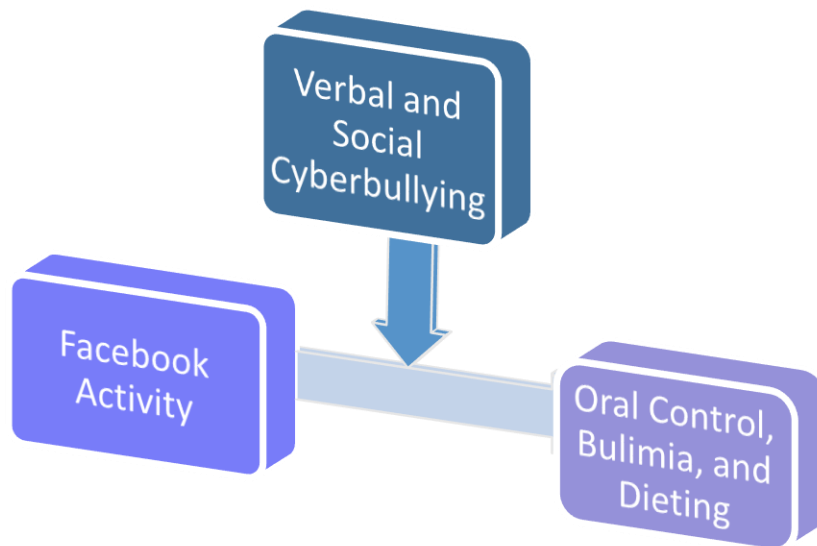 Verbal and
Social
Cyberbullying
Facebook
Activity
Oral Control,
Bulimia, and
Dieting